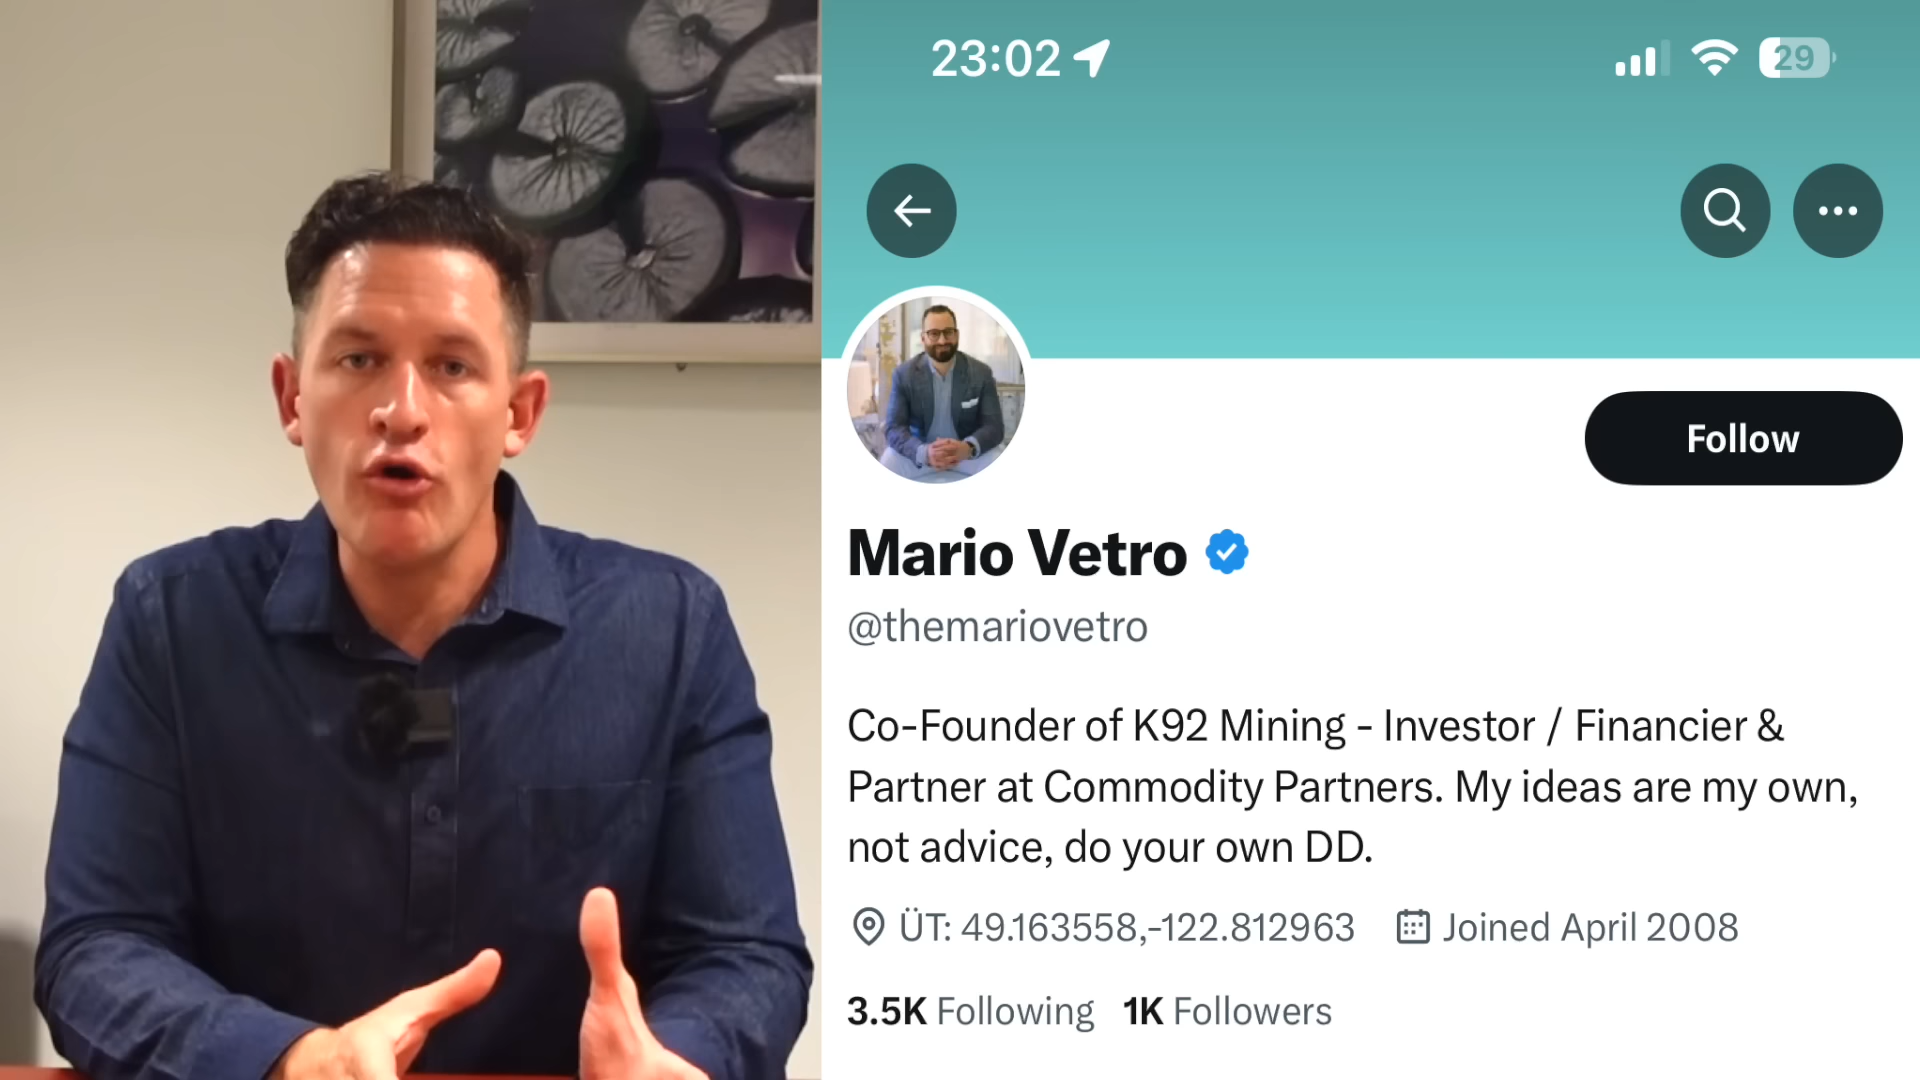 23:02
29
Follow
Mario Vetro
@themariovetro
Co-Founder of K92 Mining - Investor / Financier &
Partner at Commodity Partners. My ideas are my own,
not advice, do your own DD.
ÜT: 49.163558,-122.812963 Joined April 2008
3.5K Following 1K Followers